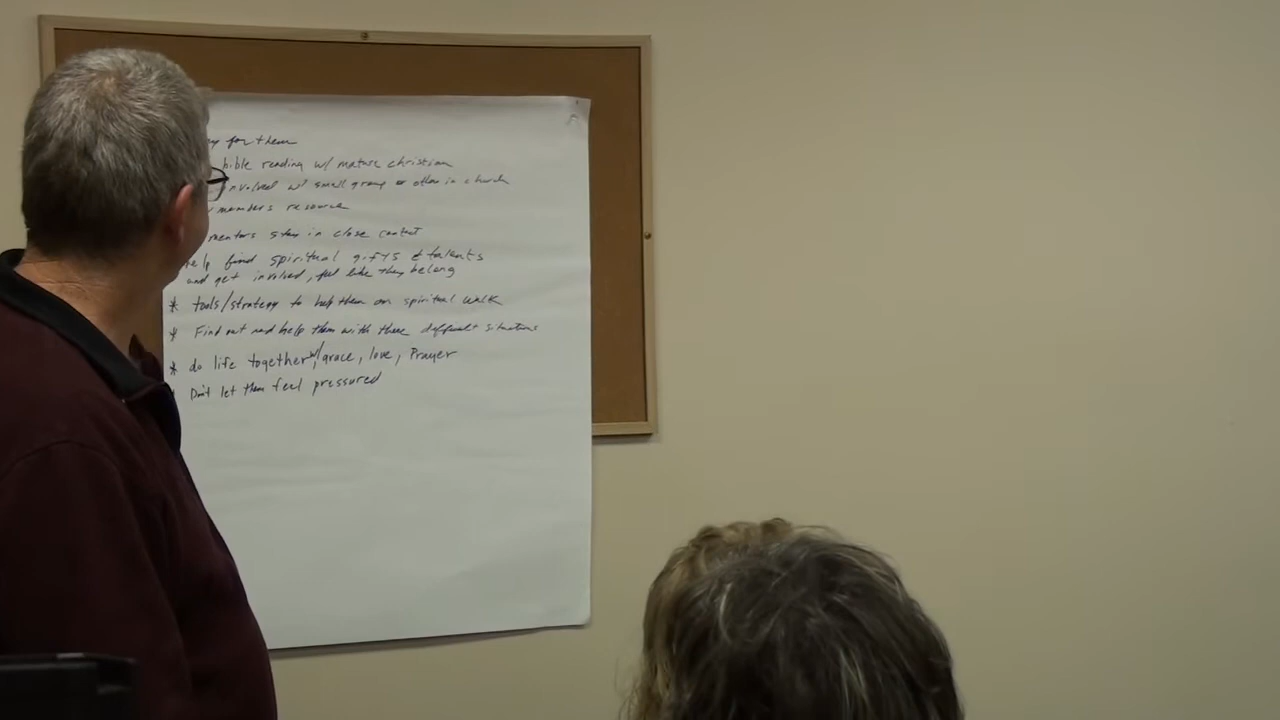 for them
bible reading w/ mature christian
involved w/ small group or other in church
members resource
mentors stay in close contact
help find spiritual gifts & talents
and get involved, feel like they belong
* tools/strategy to help them on spiritual walk
* Find out and help them with these difficult situations
* do life together w/grace, love, Prayer
Don't let them feel pressured